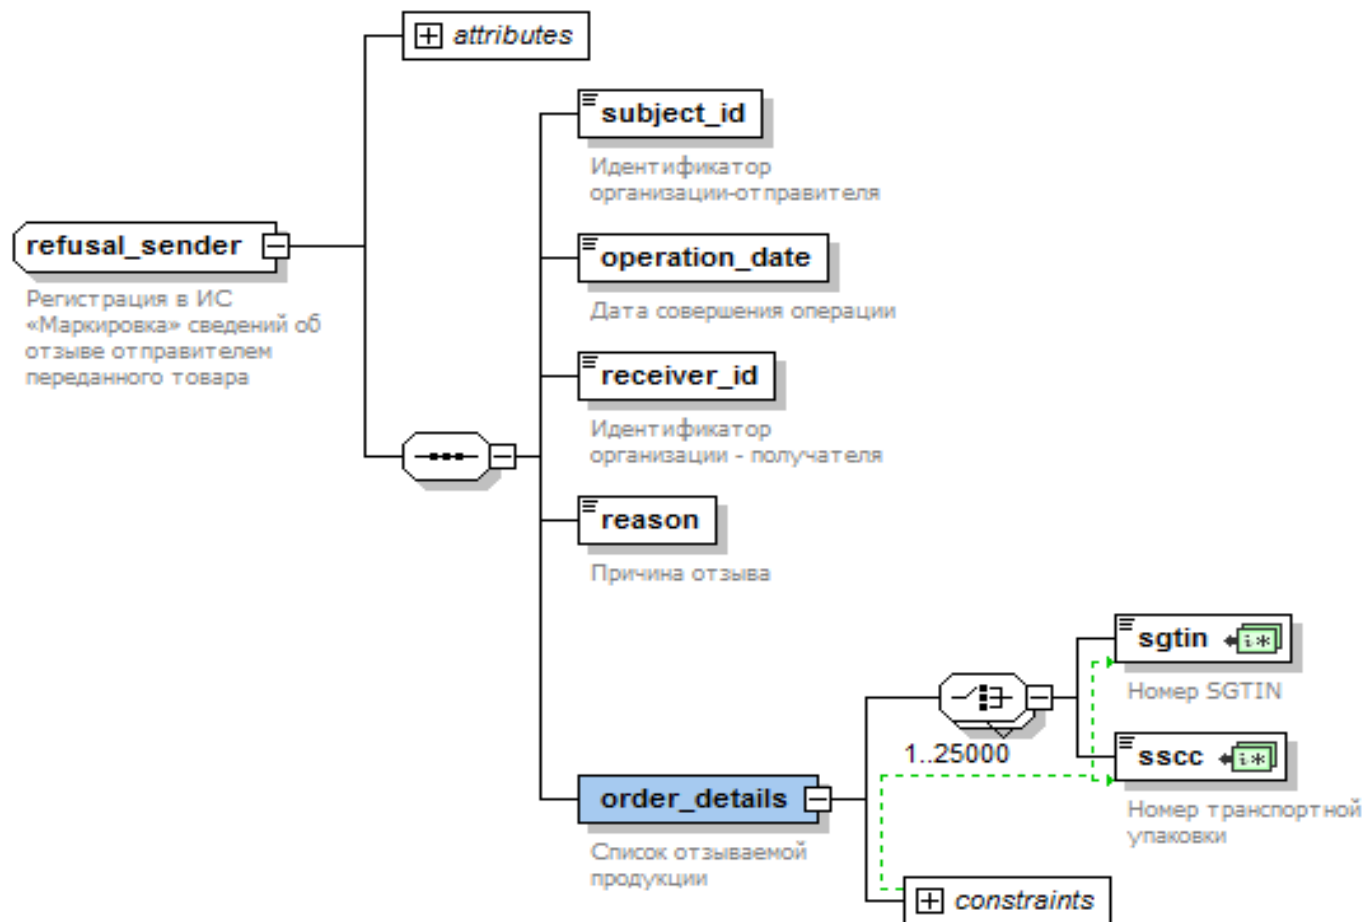 attributes
subject_id
Идентификатор
организации-отправителя
refusal_sender
Регистрация в ИС
«Маркировка» сведений об
отзыве отправителем
переданного товара
operation_date
Дата совершения операции
receiver_id
Идентификатор
организации - получателя
reason
Причина отзыва
sgtin
Номер SGTIN
1..25000
sscc
Номер транспортной
упаковки
order_details
Список отзываемой
продукции
constraints